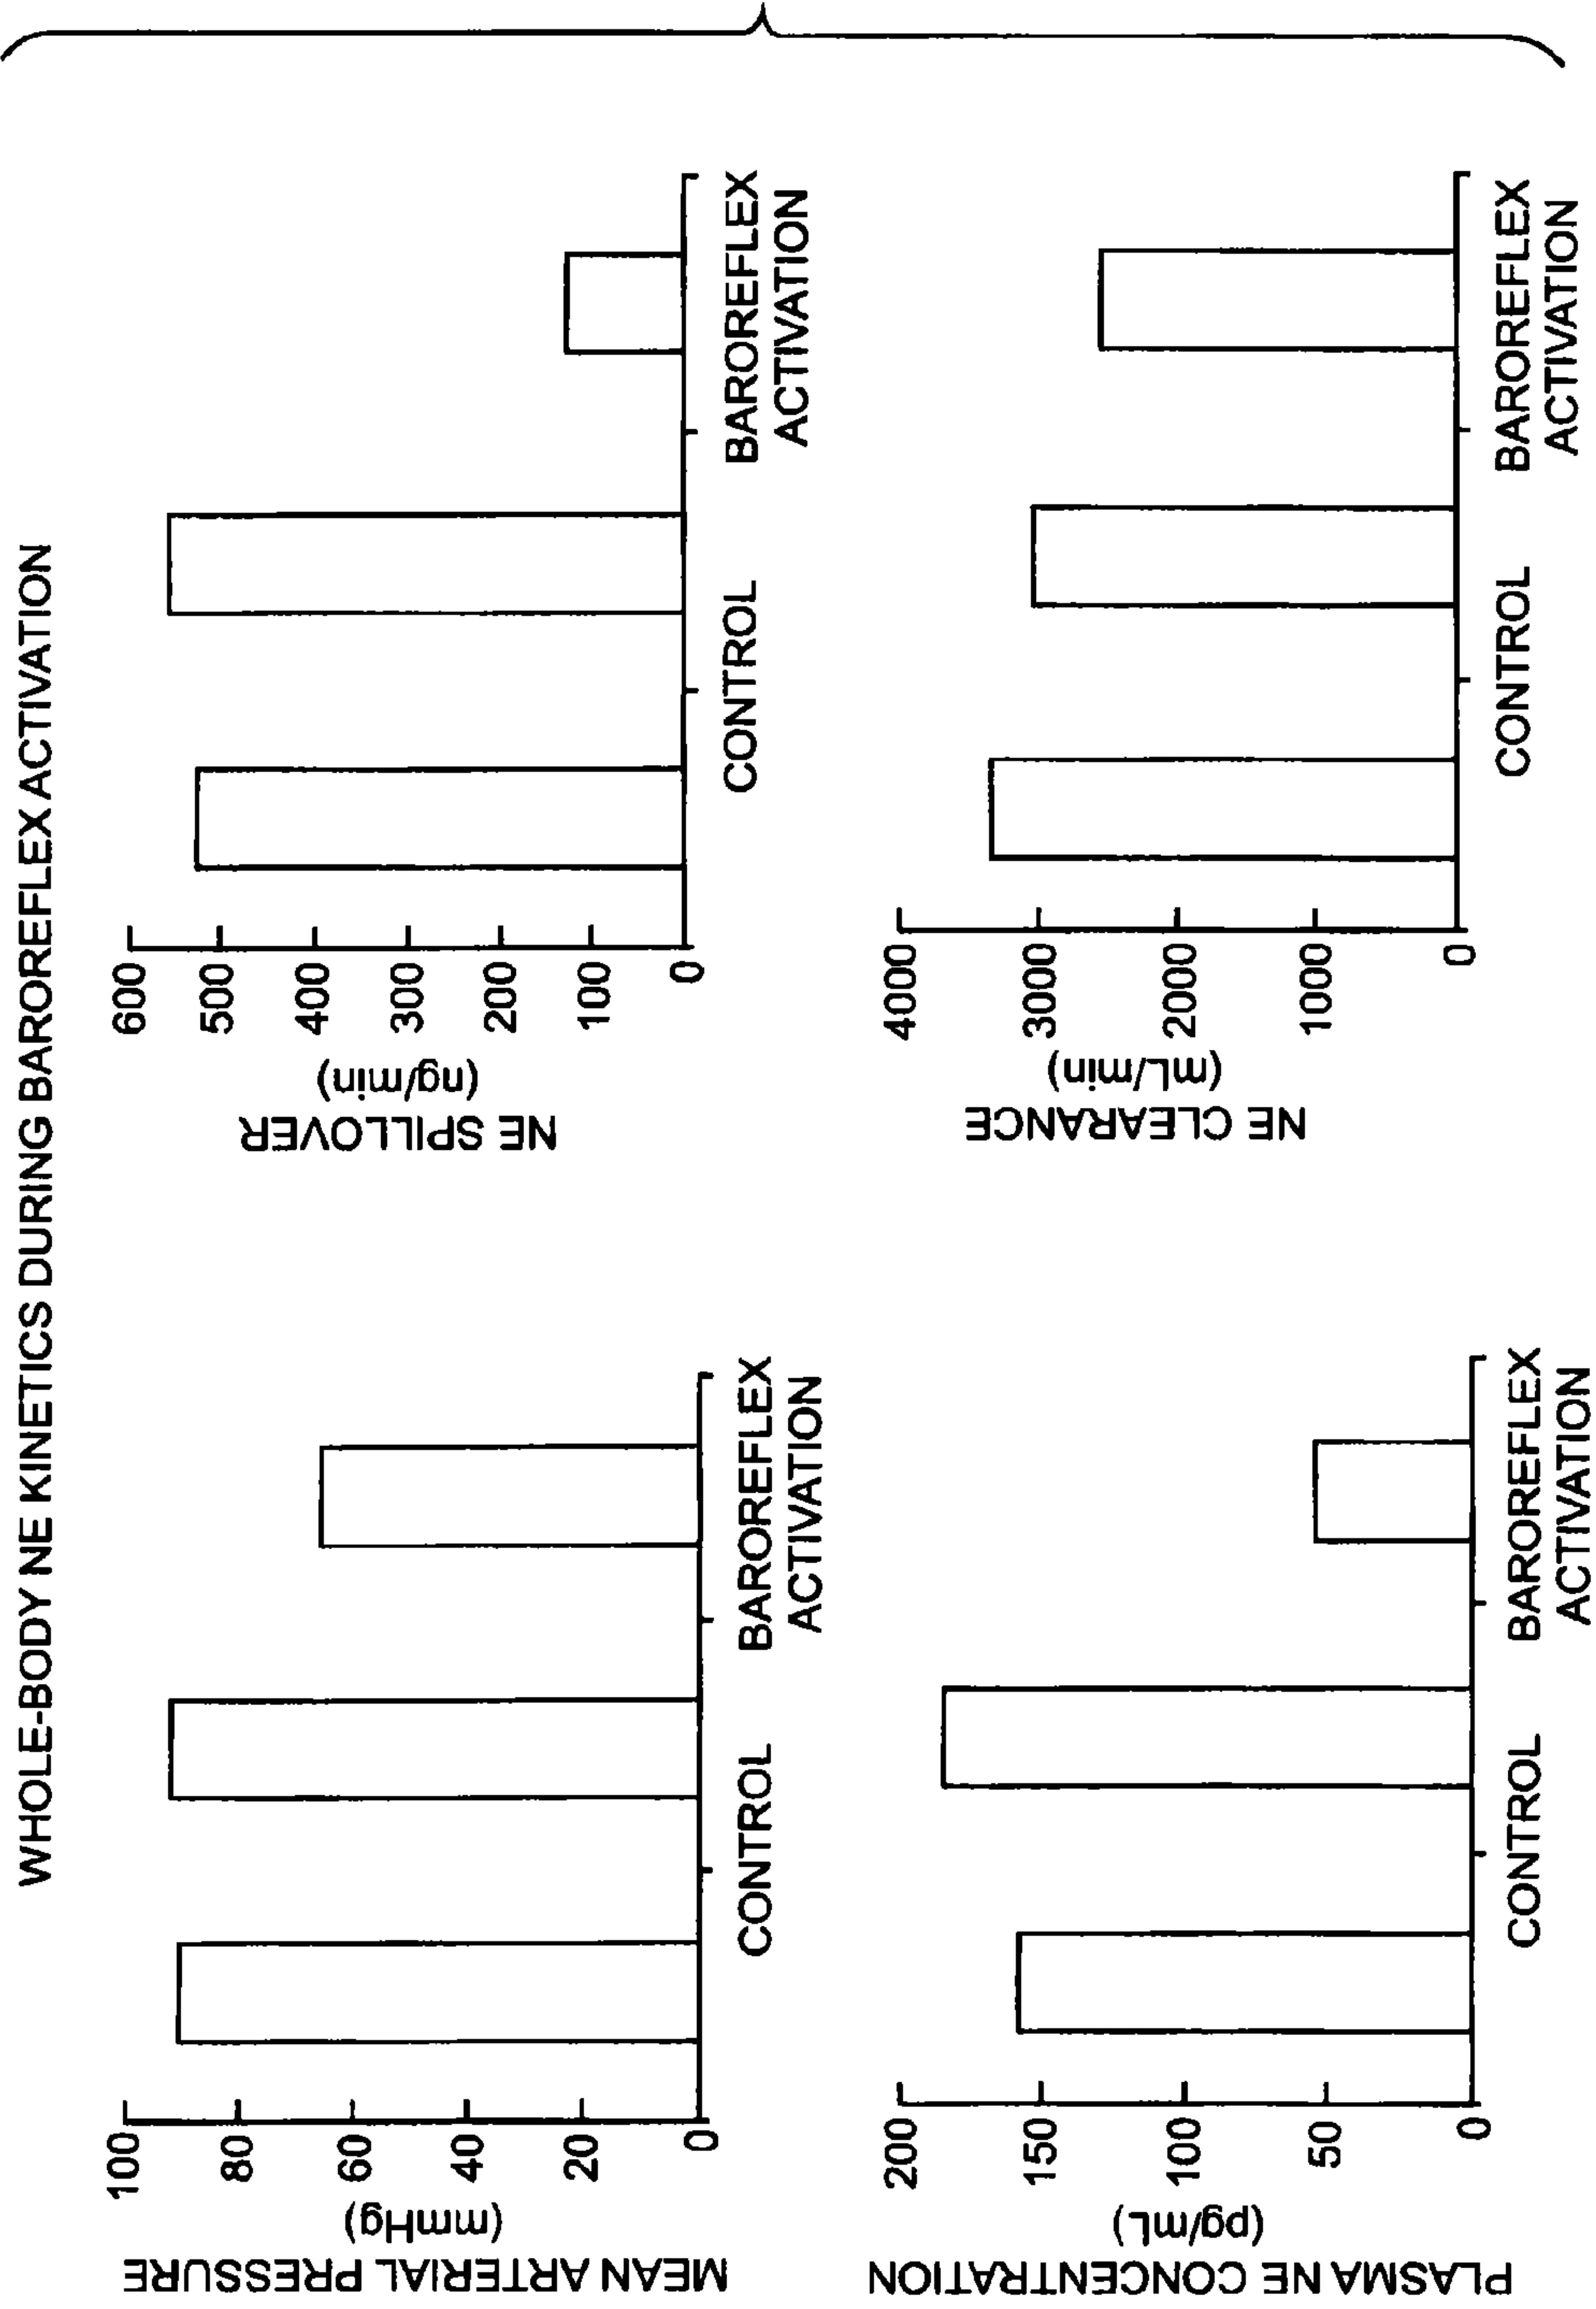 WHOLE-BODY NE KINETICS DURING BAROREFLEX ACTIVATION
MEAN ARTERIAL PRESSURE
(mmHg)
100
80
60
40
20
0
CONTROL
BAROREFLEX
ACTIVATION
NE SPILLOVER
(ng/min)
600
500
400
300
200
1000
0
CONTROL
BAROREFLEX
ACTIVATION
PLASMA NE CONCENTRATION
(pg/mL)
200
150
100
50
0
CONTROL
BAROREFLEX
ACTIVATION
NE CLEARANCE
(mL/min)
4000
3000
2000
1000
0
CONTROL
BAROREFLEX
ACTIVATION